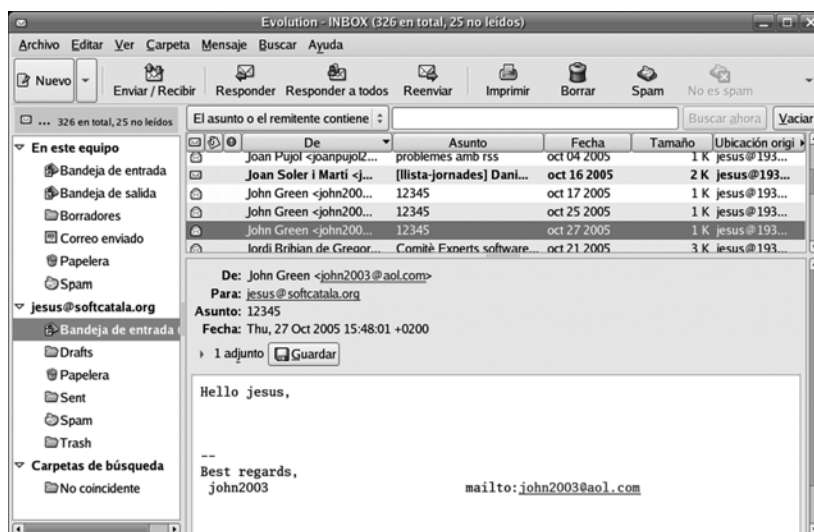 Evolution - INBOX (326 en total, 25 no leídos)
Archivo Editar Ver Carpeta Mensaje Buscar Ayuda
Nuevo Enviar / Recibir Responder Responder a todos Reenviar Imprimir Borrar Spam No es spam
... 326 en total, 25 no leídos El asunto o el remitente contiene Buscar ahora Vaciar
De Asunto Fecha Tamaño Ubicación origi
Joan Pujol <joanpujol2... problemes amb rss oct 04 2005 1 K jesus@193...
Joan Soler i Martí <j... [llista-jornades] Dani... oct 16 2005 2 K jesus@193...
John Green <john200... 12345 oct 17 2005 1 K jesus@193...
John Green <john200... 12345 oct 25 2005 1 K jesus@193...
John Green <john200... 12345 oct 27 2005 1 K jesus@193...
Jordi Bribian de Gregor... Comitè Experts software... oct 21 2005 3 K jesus@193...
En este equipo
Bandeja de entrada
Bandeja de salida
Borradores
Correo enviado
Papelera
Spam
jesus@softcatala.org
Bandeja de entrada
Drafts
Papelera
Sent
Spam
Trash
Carpetas de búsqueda
No coincidente
De: John Green <john2003@aol.com>
Para: jesus@softcatala.org
Asunto: 12345
Fecha: Thu, 27 Oct 2005 15:48:01 +0200
1 adjunto Guardar
Hello jesus,
--
Best regards,
john2003 mailto:john2003@aol.com